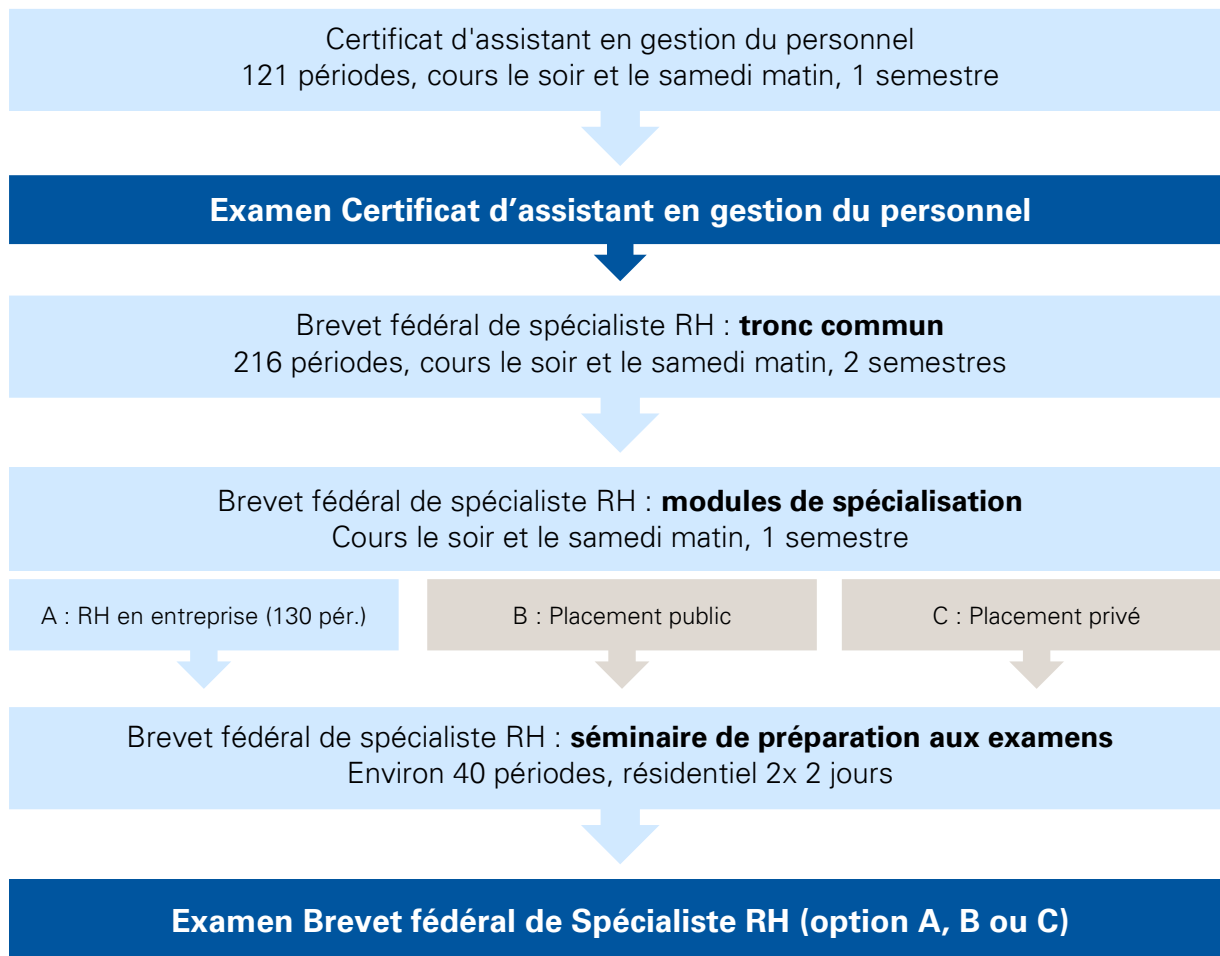 Certificat d'assistant en gestion du personnel
121 périodes, cours le soir et le samedi matin, 1 semestre
Examen Certificat d’assistant en gestion du personnel
Brevet fédéral de spécialiste RH : tronc commun
216 périodes, cours le soir et le samedi matin, 2 semestres
Brevet fédéral de spécialiste RH : modules de spécialisation
Cours le soir et le samedi matin, 1 semestre
A : RH en entreprise (130 pér.)
B : Placement public
C : Placement privé
Brevet fédéral de spécialiste RH : séminaire de préparation aux examens
Environ 40 périodes, résidentiel 2x 2 jours
Examen Brevet fédéral de Spécialiste RH (option A, B ou C)